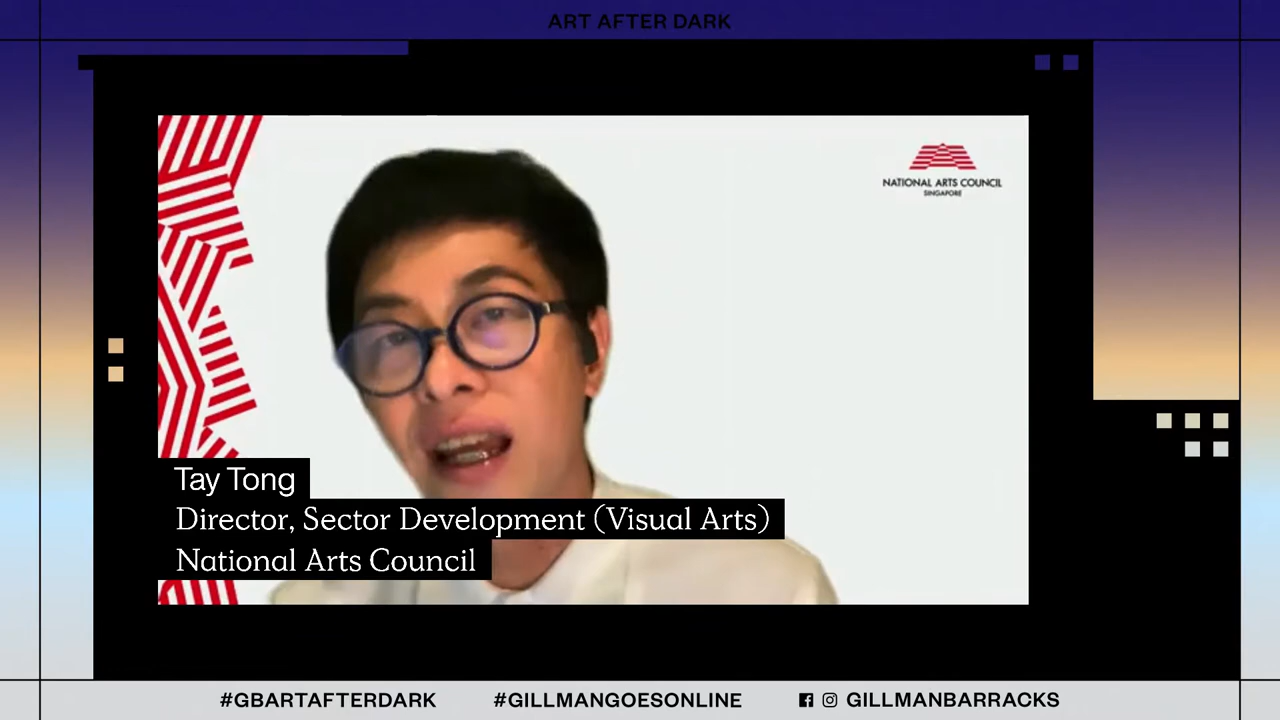 ART AFTER DARK
NATIONAL ARTS COUNCIL
SINGAPORE
Tay Tong
Director, Sector Development (Visual Arts)
National Arts Council
#GBARTAFTERDARK #GILLMANGOESONLINE GILLMANBARRACKS